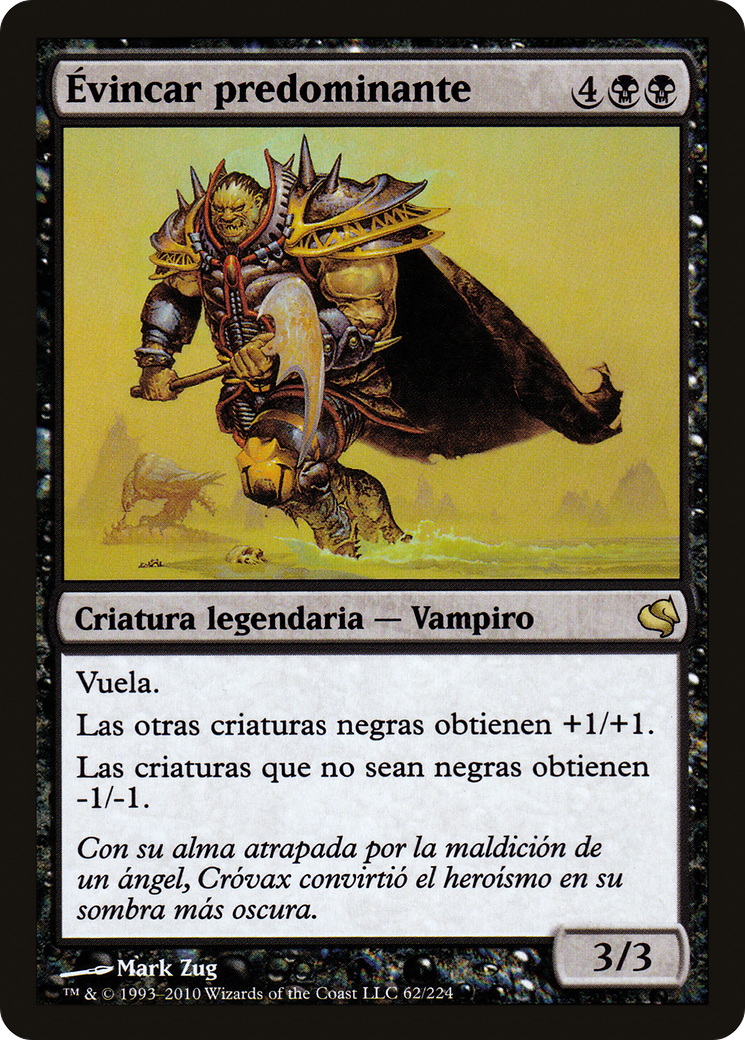 Évincar predominante 4
Criatura legendaria — Vampiro
Vuela.
Las otras criaturas negras obtienen +1/+1.
Las criaturas que no sean negras obtienen
-1/-1.
Con su alma atrapada por la maldición de
un ángel, Cróvax convirtió el heroísmo en su
sombra más oscura.
3/3
Mark Zug
™ & © 1993–2010 Wizards of the Coast LLC 62/224